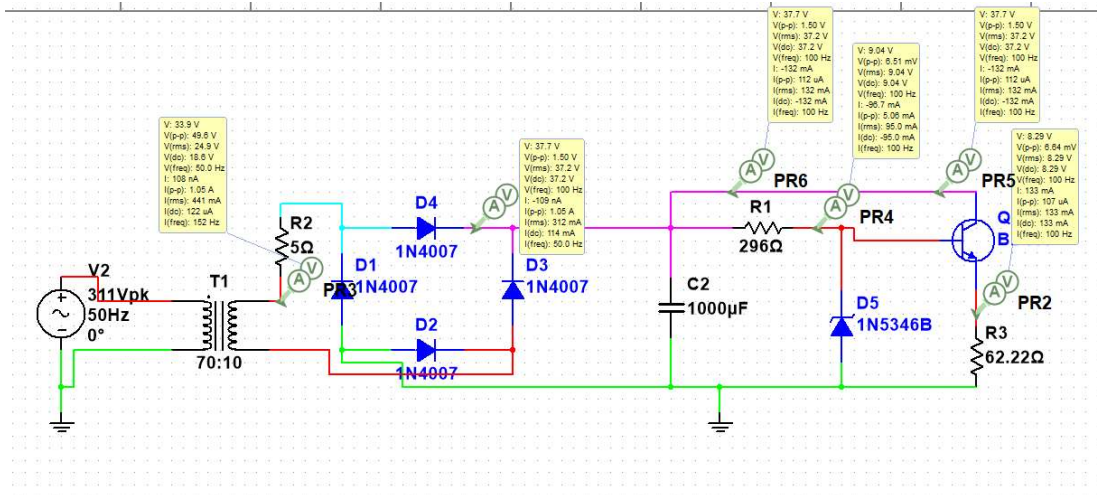 V: 37.7 V
V(p-p): 1.50 V
V(rms): 37.2 V
V(dc): 37.2 V
V(freq): 100 Hz
I: -132 mA
I(p-p): 112 uA
I(rms): 132 mA
I(dc): -132 mA
I(freq): 100 Hz
V: 37.7 V
V(p-p): 1.50 V
V(rms): 37.2 V
V(dc): 37.2 V
V(freq): 100 Hz
I: -132 mA
I(p-p): 112 uA
I(rms): 132 mA
I(dc): -132 mA
I(freq): 100 Hz
V: 9.04 V
V(p-p): 6.51 mV
V(rms): 9.04 V
V(dc): 9.04 V
V(freq): 100 Hz
I: -96.7 mA
I(p-p): 5.06 mA
I(rms): 95.0 mA
I(dc): -95.0 mA
I(freq): 100 Hz
V: 33.9 V
V(p-p): 49.6 V
V(rms): 24.9 V
V(dc): 18.6 V
V(freq): 50.0 Hz
I: 108 nA
I(p-p): 1.05 A
I(rms): 441 mA
I(dc): 122 uA
I(freq): 152 Hz
V: 37.7 V
V(p-p): 1.50 V
V(rms): 37.2 V
V(dc): 37.2 V
V(freq): 100 Hz
I: -109 nA
I(p-p): 1.05 A
I(rms): 312 mA
I(dc): 114 mA
I(freq): 50.0 Hz
V: 8.29 V
V(p-p): 6.64 mV
V(rms): 8.29 V
V(dc): 8.29 V
V(freq): 100 Hz
I: 133 mA
I(p-p): 107 uA
I(rms): 133 mA
I(dc): 133 mA
I(freq): 100 Hz
A V
A V
A V
A V
A V
A V
PR6
PR5
PR4
PR3
PR2
R2
5Ω
D4
1N4007
R1
296Ω
Q
B
V2
311Vpk
50Hz
0°
T1
70:10
D1
1N4007
D3
1N4007
D2
1N4007
C2
1000µF
D5
1N5346B
R3
62.22Ω